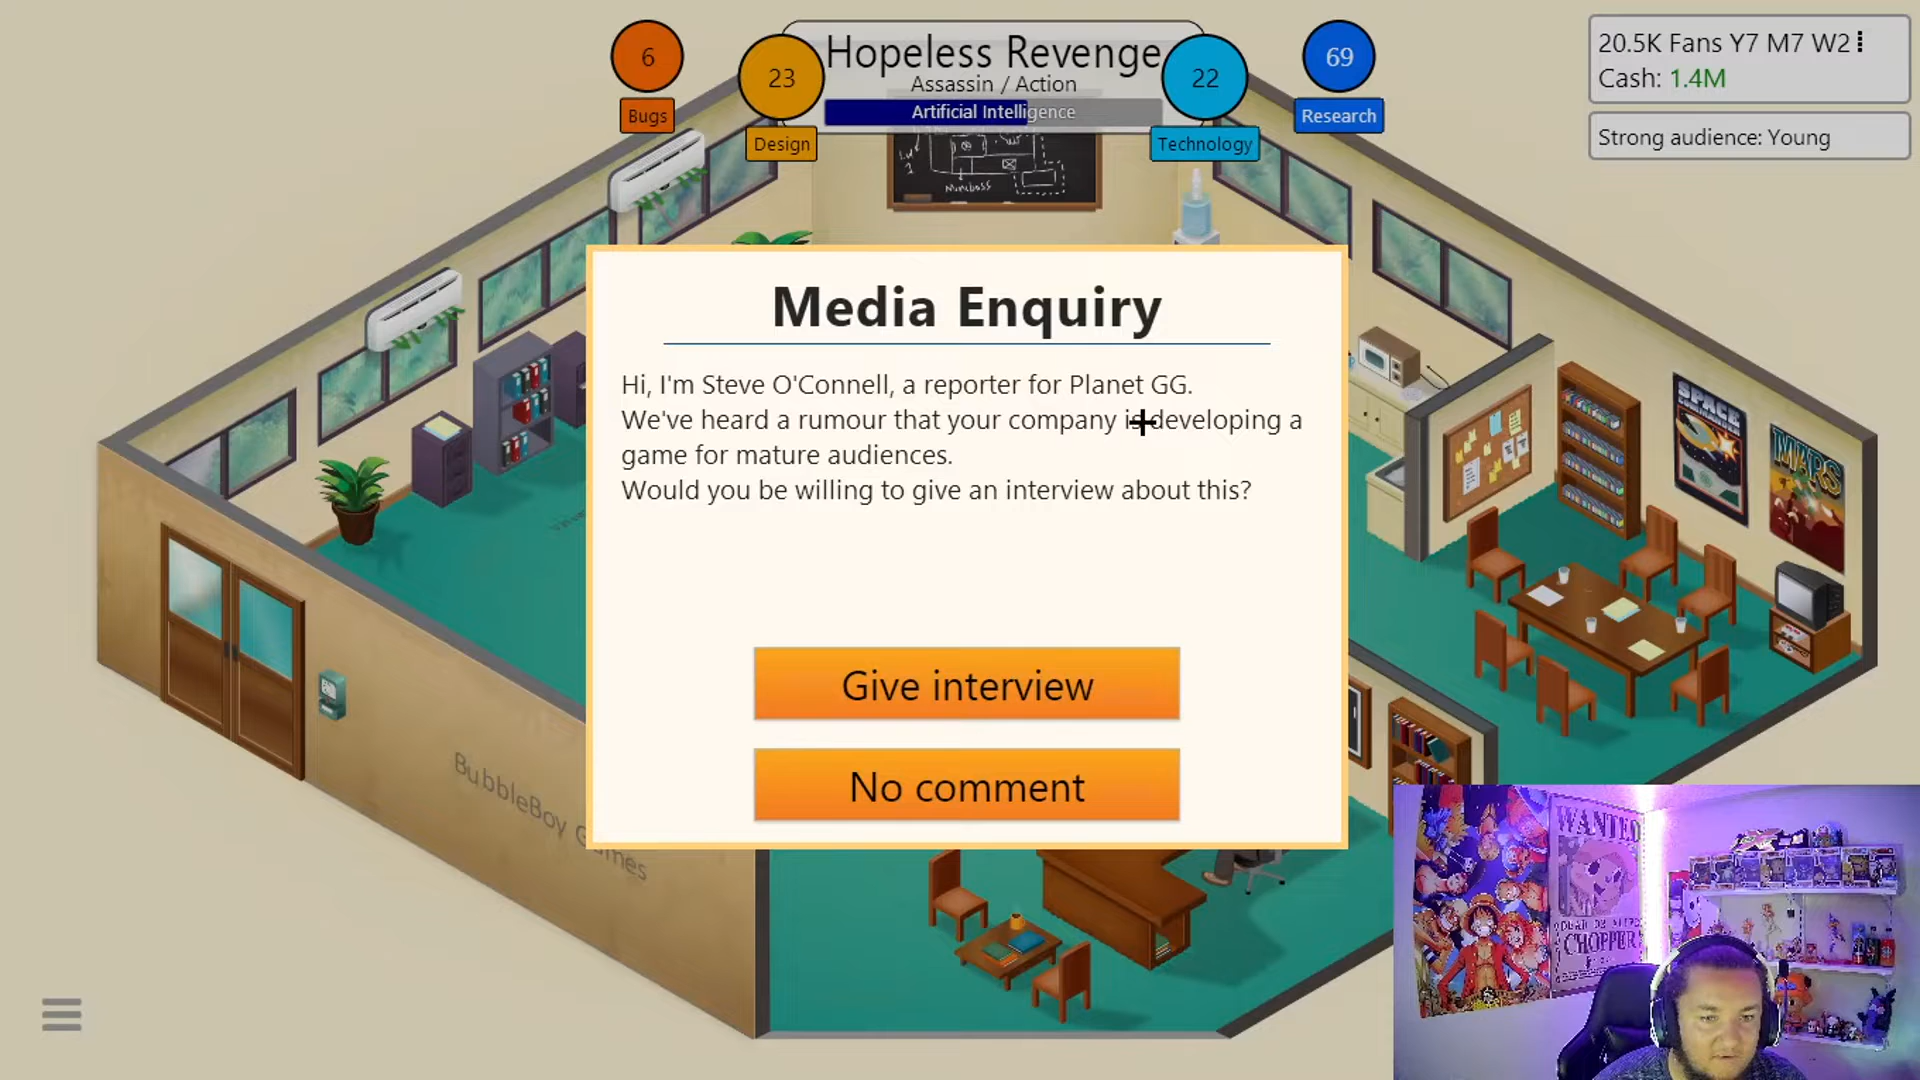 6
Bugs
23
Design
Hopeless Revenge
Assassin / Action
Artificial Intelligence
22
Technology
69
Research
20.5K Fans Y7 M7 W2
Cash: 1.4M
Strong audience: Young
Miniboss
Media Enquiry
Hi, I'm Steve O'Connell, a reporter for Planet GG.
We've heard a rumour that your company is developing a
game for mature audiences.
Would you be willing to give an interview about this?
Give interview
No comment
SPACE
MARS
BubbleBoy Games
WANTED
CHOPPER